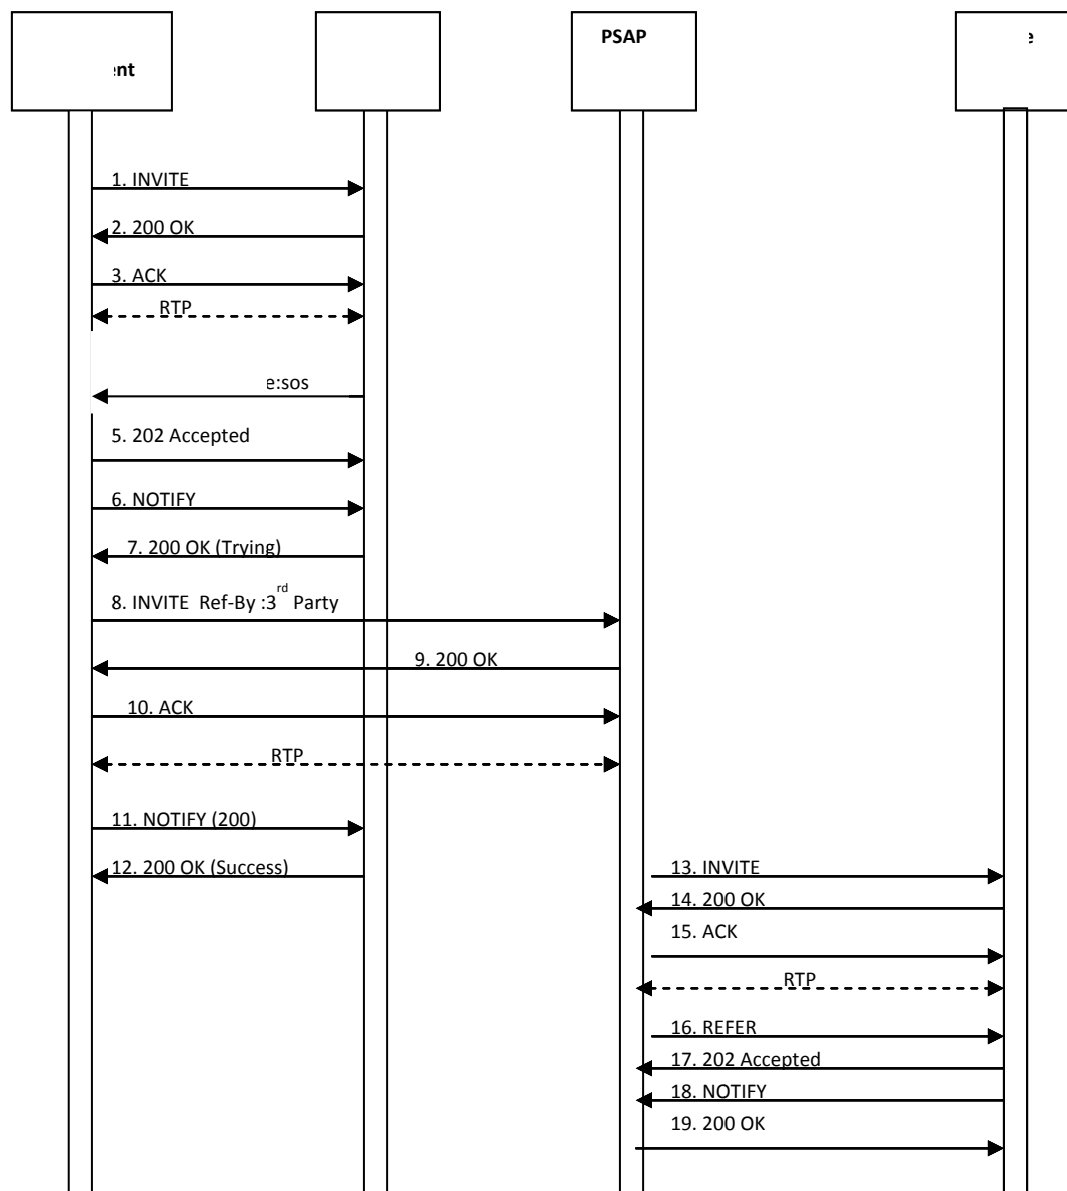 PSAP
1. INVITE
2. 200 OK
3. ACK
RTP
e:sos
5. 202 Accepted
6. NOTIFY
7. 200 OK (Trying)
8. INVITE Ref-By :3rd Party
9. 200 OK
10. ACK
RTP
11. NOTIFY (200)
12. 200 OK (Success)
13. INVITE
14. 200 OK
15. ACK
RTP
16. REFER
17. 202 Accepted
18. NOTIFY
19. 200 OK